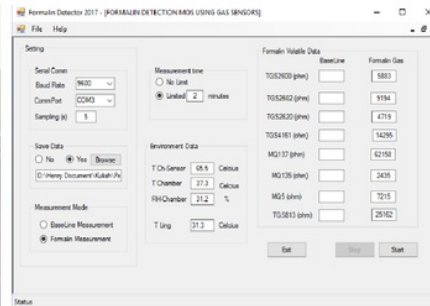 Formalin Detector 2017 - [FORMALIN DETECTION MOS USING GAS SENSORS]
File Help
Setting
Serial Comm
Baud Rate 9600
CommPort COM3
Sampling (s) 5
Save Data
No Yes Browse
D:\Henry Document\Kuliah\Pe
Measurement Mode
BaseLine Measurement
Formalin Measurement
Measurement time
No Limit
Limited 2 minutes
Environment Data
T Ch-Sensor Celcius
T Chamber 37.3 Celcius
RH-Chamber 31.2 %
T Ling 31.3 Celcius
Formalin Volatile Data
BaseLine Formalin Gas
TGS2600 (ohm) 5883
TGS2602 (ohm) 9194
TGS2620 (ohm) 4719
TGS4161 (ohm) 14295
MQ137 (ohm) 62158
MQ135 (ohm) 2435
MQ5 (ohm) 7215
TGS813 (ohm) 25162
Exit Stop Start
Status